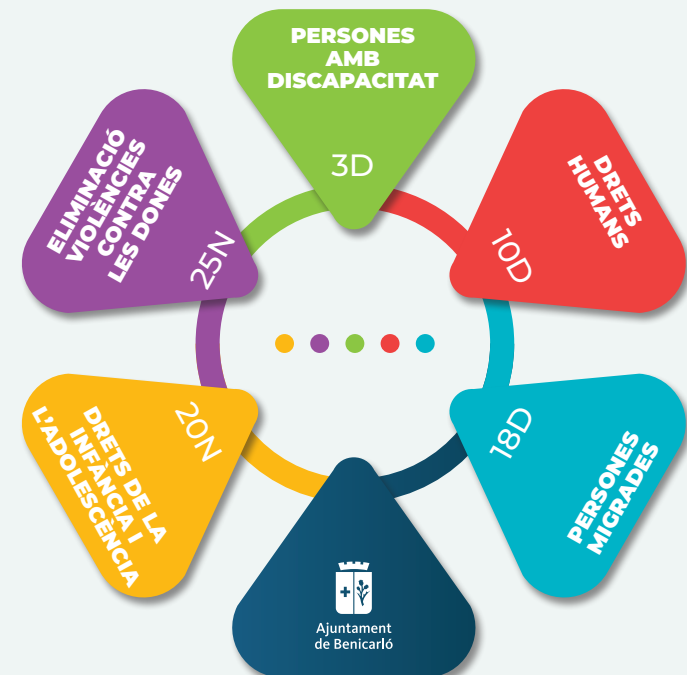 PERSONES
AMB
DISCAPACITAT
3D
DRETS
HUMANS
10D
18D
PERSONES
MIGRADES
Ajuntament
de Benicarló
20N
DRETS DE LA
INFÀNCIA I
L'ADOLESCÈNCIA
ELIMINACIÓ
VIOLÈNCIES
CONTRA
LES DONES
25N